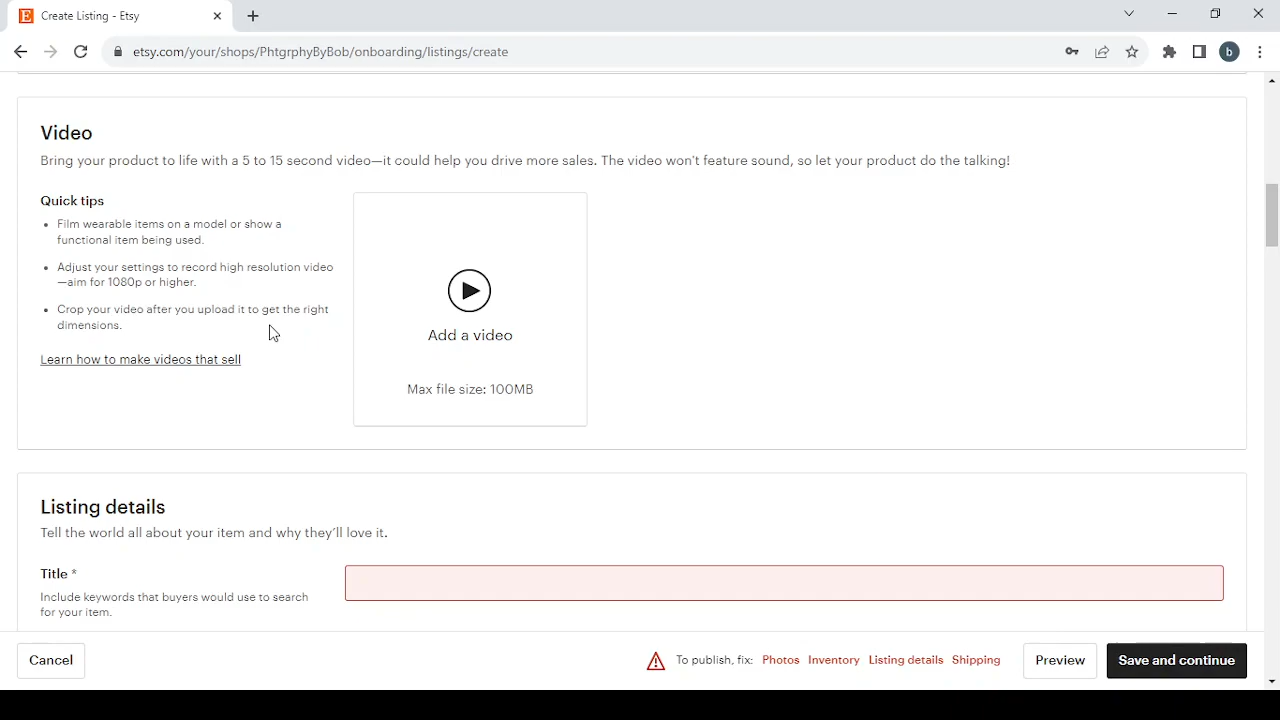 Create Listing - Etsy
etsy.com/your/shops/PhtgrphyByBob/onboarding/listings/create
b
Video
Bring your product to life with a 5 to 15 second video—it could help you drive more sales. The video won't feature sound, so let your product do the talking!
Quick tips
• Film wearable items on a model or show a
functional item being used.
• Adjust your settings to record high resolution video
—aim for 1080p or higher.
• Crop your video after you upload it to get the right
dimensions.
Learn how to make videos that sell
Add a video
Max file size: 100MB
Listing details
Tell the world all about your item and why they'll love it.
Title *
Include keywords that buyers would use to search
for your item.
Cancel
To publish, fix: Photos Inventory Listing details Shipping
Preview
Save and continue